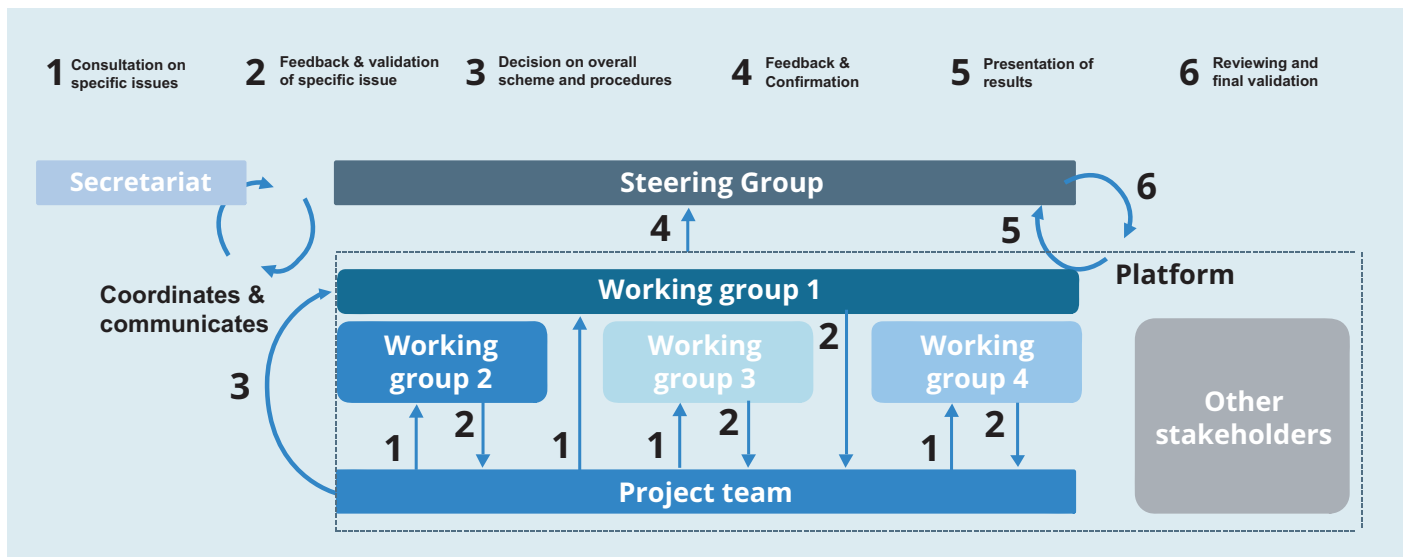 1 Consultation on
specific issues
2 Feedback & validation
of specific issue
3 Decision on overall
scheme and procedures
4 Feedback &
Confirmation
5 Presentation of
results
6 Reviewing and
final validation
Secretariat
Steering Group
6
4
5
Platform
Coordinates &
communicates
Working group 1
2
Working
group 2
Working
group 3
Working
group 4
3
Other
stakeholders
1
2
1
1
2
1
2
Project team